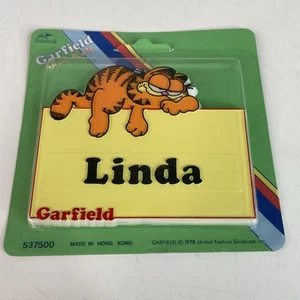 Garfield
Linda
Garfield
537500 MADE IN HONG KONG GARFIELD: © 1978 United Feature Syndicate, Inc.